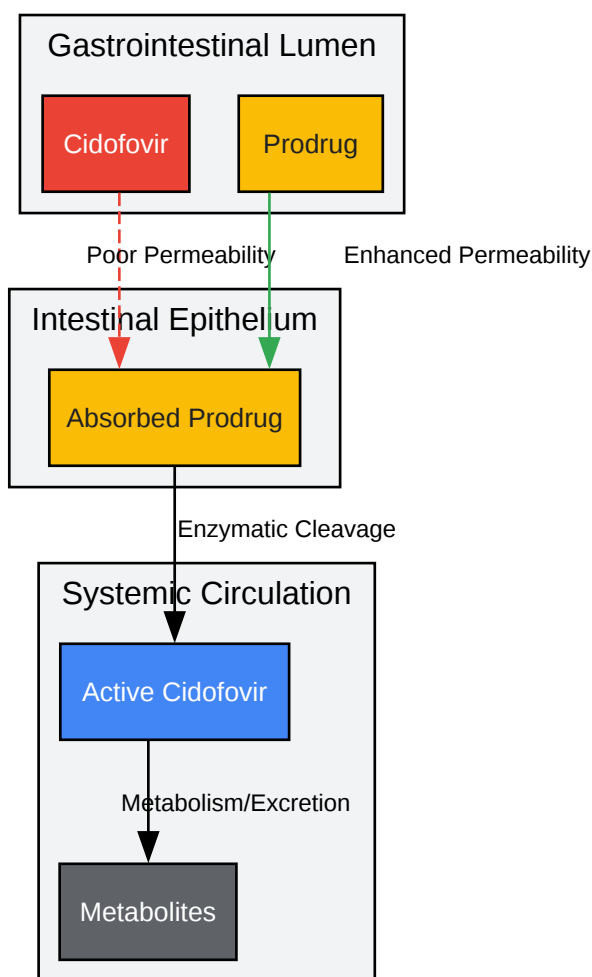 Gastrointestinal Lumen
Cidofovir
Prodrug
Poor Permeability
Enhanced Permeability
Intestinal Epithelium
Absorbed Prodrug
Enzymatic Cleavage
Systemic Circulation
Active Cidofovir
Metabolism/Excretion
Metabolites